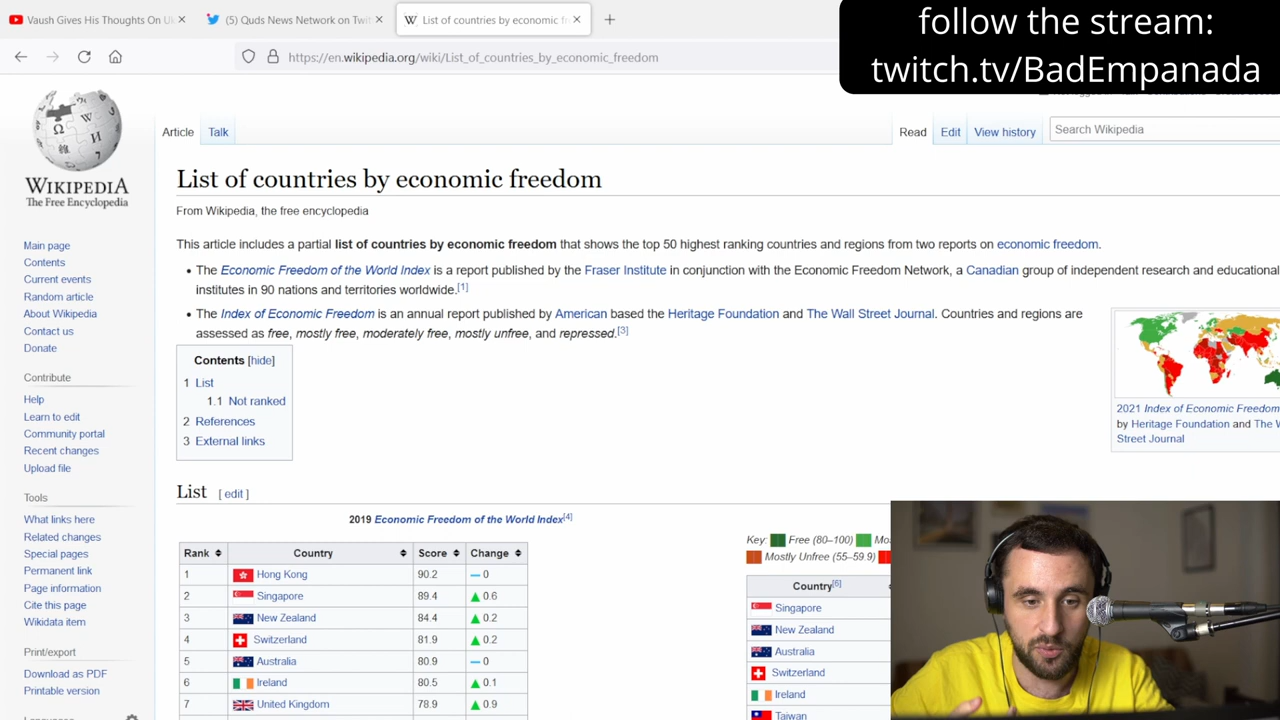 Vaush Gives His Thoughts On Uk
(5) Quds News Network on Twit
List of countries by economic fr
follow the stream:
twitch.tv/BadEmpanada
https://en.wikipedia.org/wiki/List_of_countries_by_economic_freedom
WIKIPEDIA
The Free Encyclopedia
Article Talk
Read Edit View history Search Wikipedia
List of countries by economic freedom
From Wikipedia, the free encyclopedia
This article includes a partial list of countries by economic freedom that shows the top 50 highest ranking countries and regions from two reports on economic freedom.
• The Economic Freedom of the World Index is a report published by the Fraser Institute in conjunction with the Economic Freedom Network, a Canadian group of independent research and educational
institutes in 90 nations and territories worldwide.[1]
• The Index of Economic Freedom is an annual report published by American based the Heritage Foundation and The Wall Street Journal. Countries and regions are
assessed as free, mostly free, moderately free, mostly unfree, and repressed.[3]
Main page
Contents
Current events
Random article
About Wikipedia
Contact us
Donate
Contribute
Help
Learn to edit
Community portal
Recent changes
Upload file
Tools
What links here
Related changes
Special pages
Permanent link
Page information
Cite this page
Wikidata item
Print/export
Download as PDF
Printable version
Contents [hide]
1 List
1.1 Not ranked
2 References
3 External links
2021 Index of Economic Freedom
by Heritage Foundation and The W
Street Journal
List [ edit ]
2019 Economic Freedom of the World Index[4]
Rank Country Score Change
1 Hong Kong 90.2 0
2 Singapore 89.4 0.6
3 New Zealand 84.4 0.2
4 Switzerland 81.9 0.2
5 Australia 80.9 0
6 Ireland 80.5 0.1
7 United Kingdom 78.9 0.9
Key: Free (80–100) Mo
Mostly Unfree (55–59.9)
Country[6]
Singapore
New Zealand
Australia
Switzerland
Ireland
Taiwan